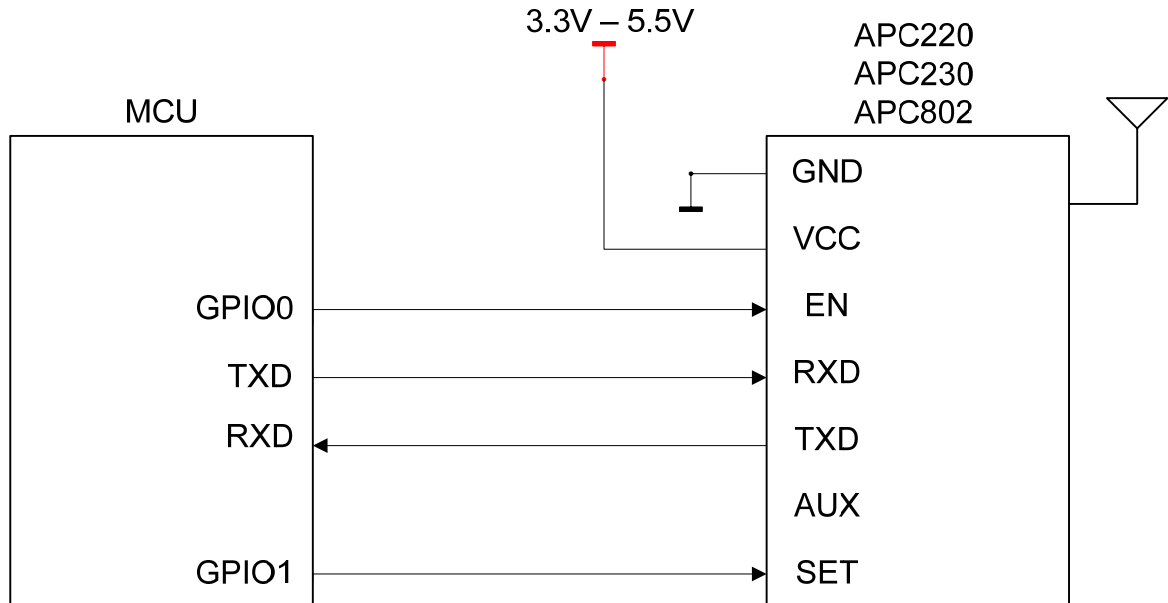 3.3V – 5.5V
APC220
APC230
APC802
MCU
GND
VCC
GPIO0
EN
TXD
RXD
RXD
TXD
AUX
GPIO1
SET